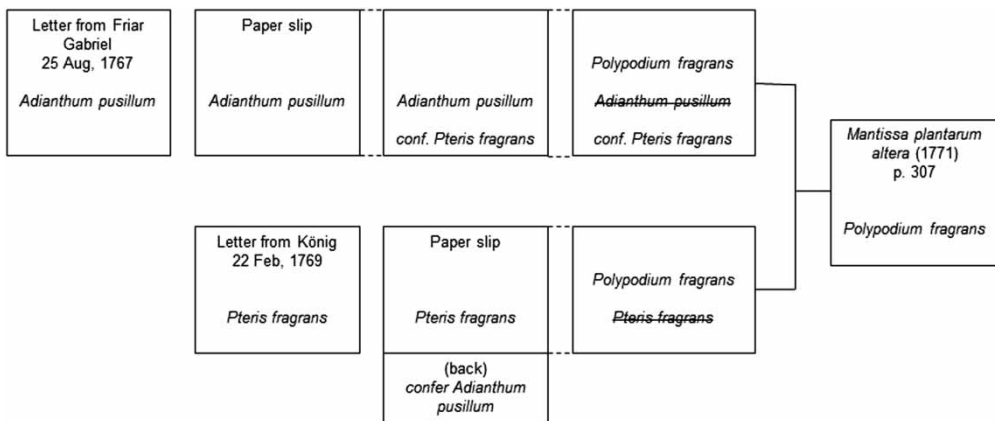 Letter from Friar
Gabriel
25 Aug, 1767
Adianthum pusillum
Paper slip
Adianthum pusillum
Adianthum pusillum
conf. Pteris fragrans
Polypodium fragrans
Adianthum pusillum
conf. Pteris fragrans
Mantissa plantarum
altera (1771)
p. 307
Polypodium fragrans
Letter from König
22 Feb, 1769
Pteris fragrans
Paper slip
Pteris fragrans
(back)
confer Adianthum
pusillum
Polypodium fragrans
Pteris fragrans